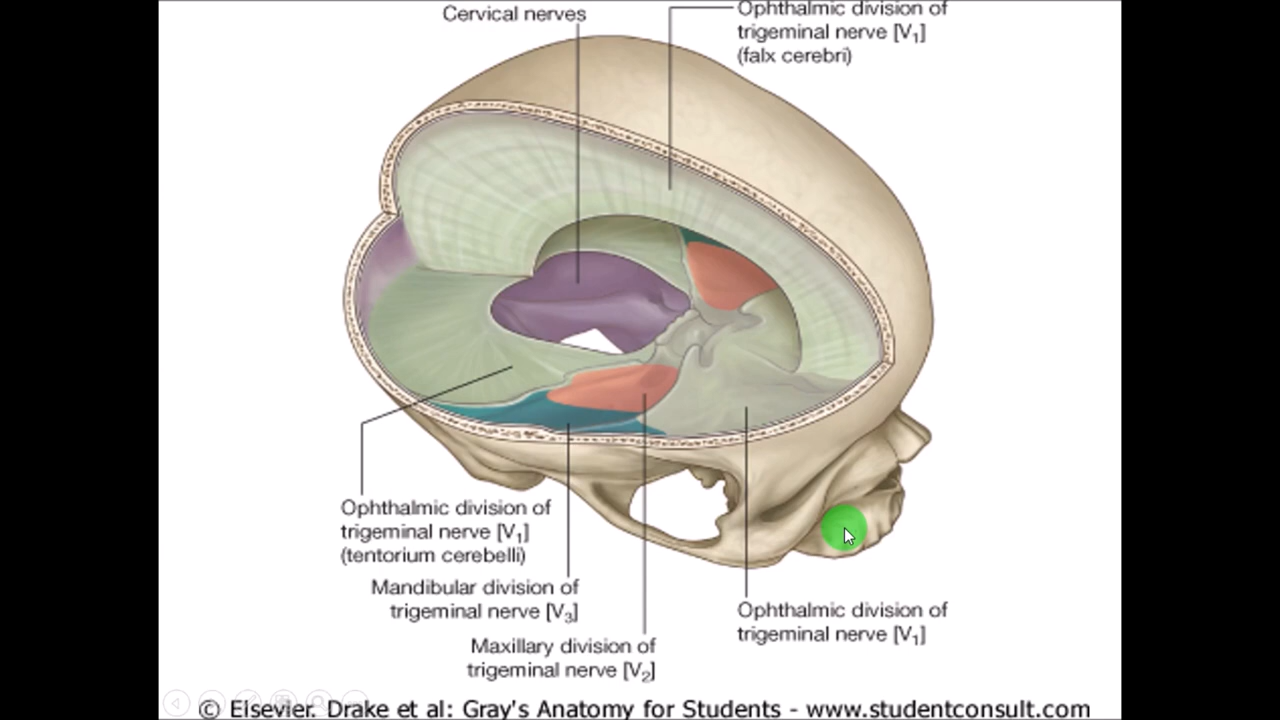 Cervical nerves
Ophthalmic division of
trigeminal nerve [V₁]
(falx cerebri)
Ophthalmic division of
trigeminal nerve [V₁]
(tentorium cerebelli)
Mandibular division of
trigeminal nerve [V₃]
Maxillary division of
trigeminal nerve [V₂]
Ophthalmic division of
trigeminal nerve [V₁]
© Elsevier. Drake et al: Gray's Anatomy for Students - www.studentconsult.com